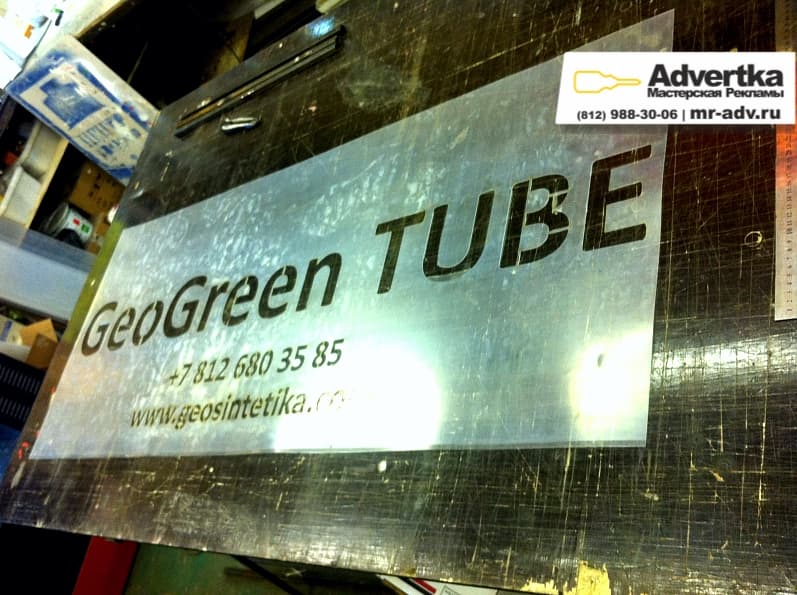 Advertka
Мастерская Рекламы
(812) 988-30-06 | mr-adv.ru
GeoGreen TUBE
+7 812 680 35 85
www.geosintetika.co